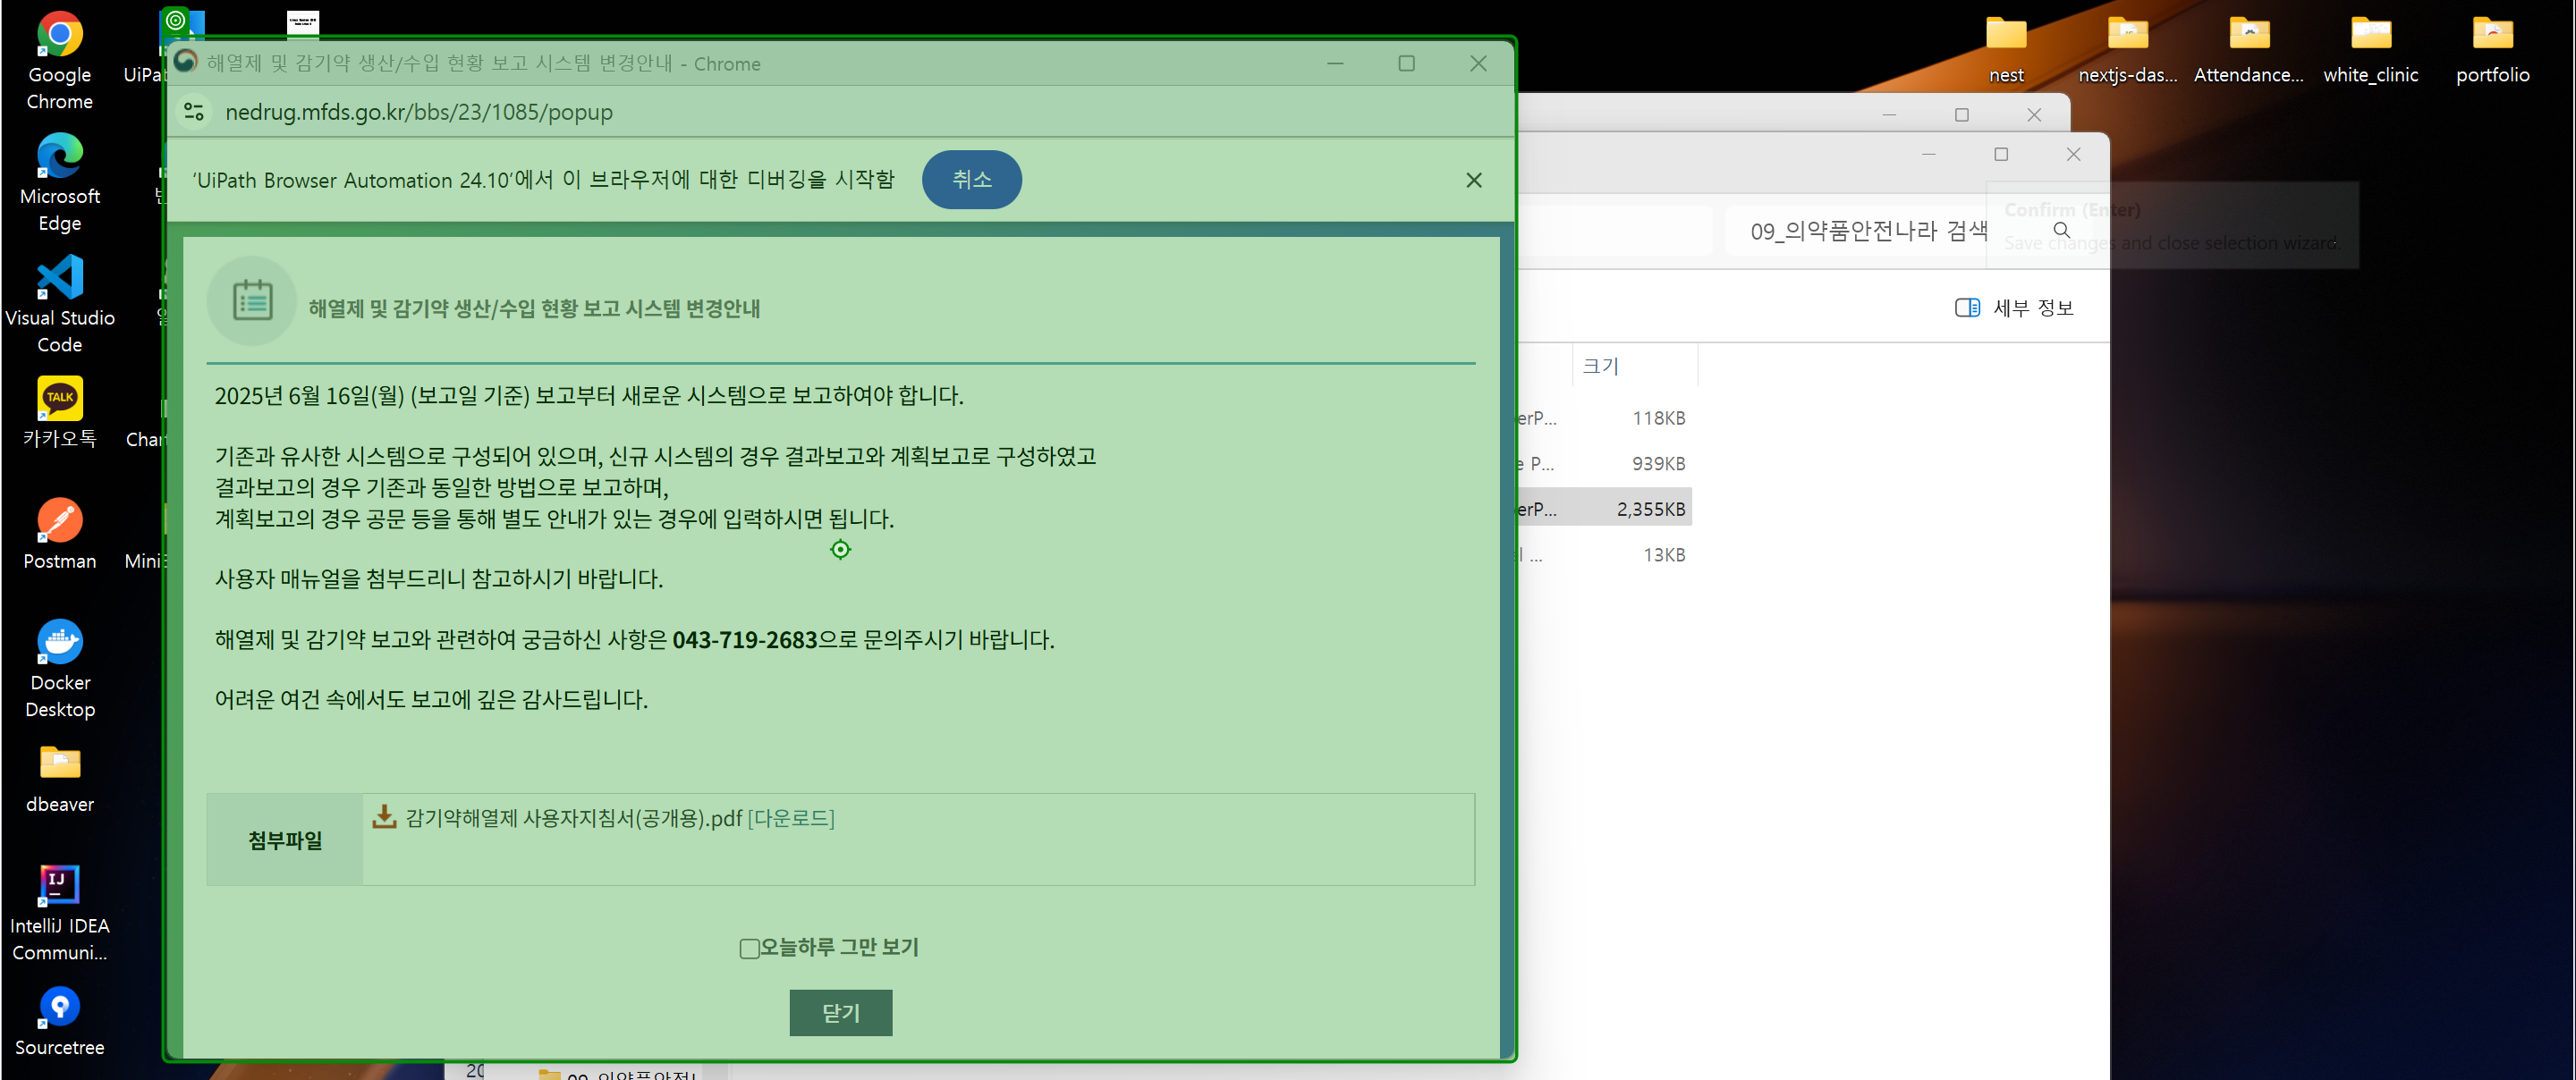 Google
Chrome
Microsoft
Edge
Visual Studio
Code
TALK
카카오톡
Postman
Docker
Desktop
dbeaver
IJ
IntelliJ IDEA
Communi...
Sourcetree
해열제 및 감기약 생산/수입 현황 보고 시스템 변경안내 - Chrome
nedrug.mfds.go.kr/bbs/23/1085/popup
'UiPath Browser Automation 24.10'에서 이 브라우저에 대한 디버깅을 시작함
취소
해열제 및 감기약 생산/수입 현황 보고 시스템 변경안내
2025년 6월 16일(월) (보고일 기준) 보고부터 새로운 시스템으로 보고하여야 합니다.
기존과 유사한 시스템으로 구성되어 있으며, 신규 시스템의 경우 결과보고와 계획보고로 구성하였고
결과보고의 경우 기존과 동일한 방법으로 보고하며,
계획보고의 경우 공문 등을 통해 별도 안내가 있는 경우에 입력하시면 됩니다.
사용자 매뉴얼을 첨부드리니 참고하시기 바랍니다.
해열제 및 감기약 보고와 관련하여 궁금하신 사항은 043-719-2683으로 문의주시기 바랍니다.
어려운 여건 속에서도 보고에 깊은 감사드립니다.
첨부파일
감기약해열제 사용자지침서(공개용).pdf [다운로드]
오늘하루 그만 보기
닫기
nest
nextjs-das...
Attendance...
white_clinic
portfolio
Confirm (Enter)
Save changes and close selection wizard.
09_의약품안전나라 검색
세부 정보
크기
erP... 118KB
e P... 939KB
erP... 2,355KB
13KB